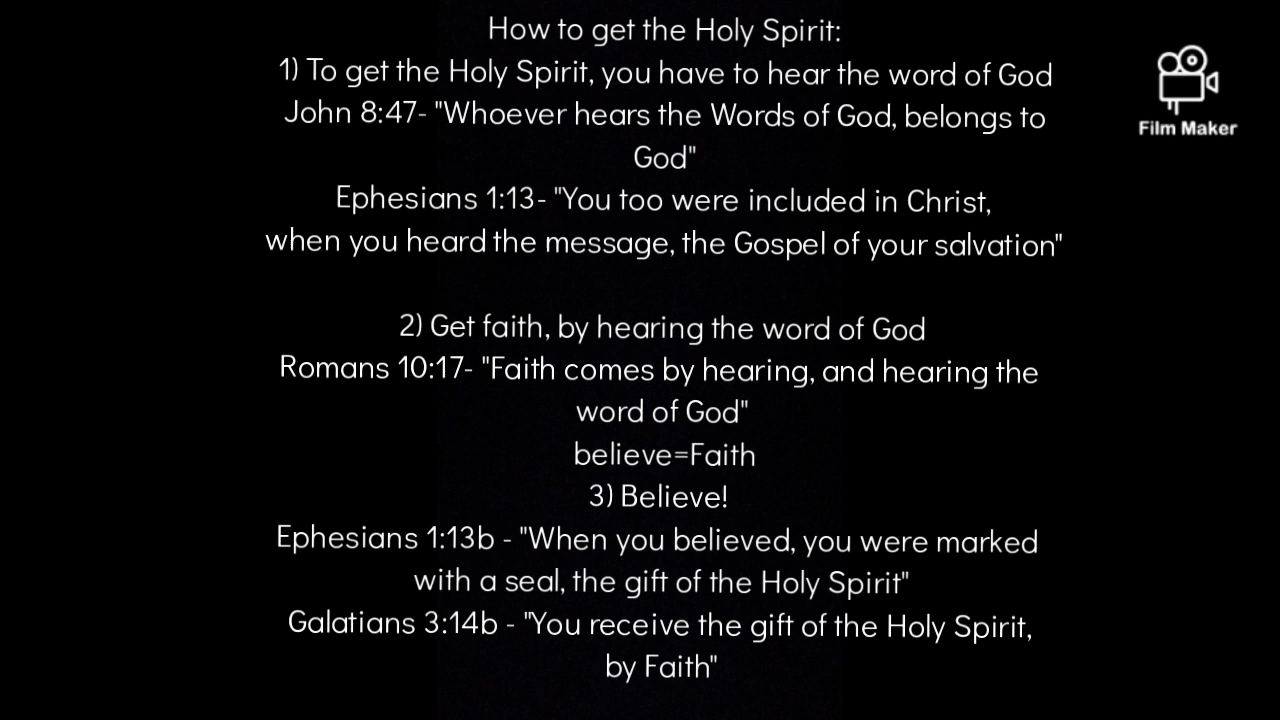 How to get the Holy Spirit:
1) To get the Holy Spirit, you have to hear the word of God
John 8:47- "Whoever hears the Words of God, belongs to
God"
Ephesians 1:13- "You too were included in Christ,
when you heard the message, the Gospel of your salvation"
2) Get faith, by hearing the word of God
Romans 10:17- "Faith comes by hearing, and hearing the
word of God"
believe=Faith
3) Believe!
Ephesians 1:13b - "When you believed, you were marked
with a seal, the gift of the Holy Spirit"
Galatians 3:14b - "You receive the gift of the Holy Spirit,
by Faith"
Film Maker